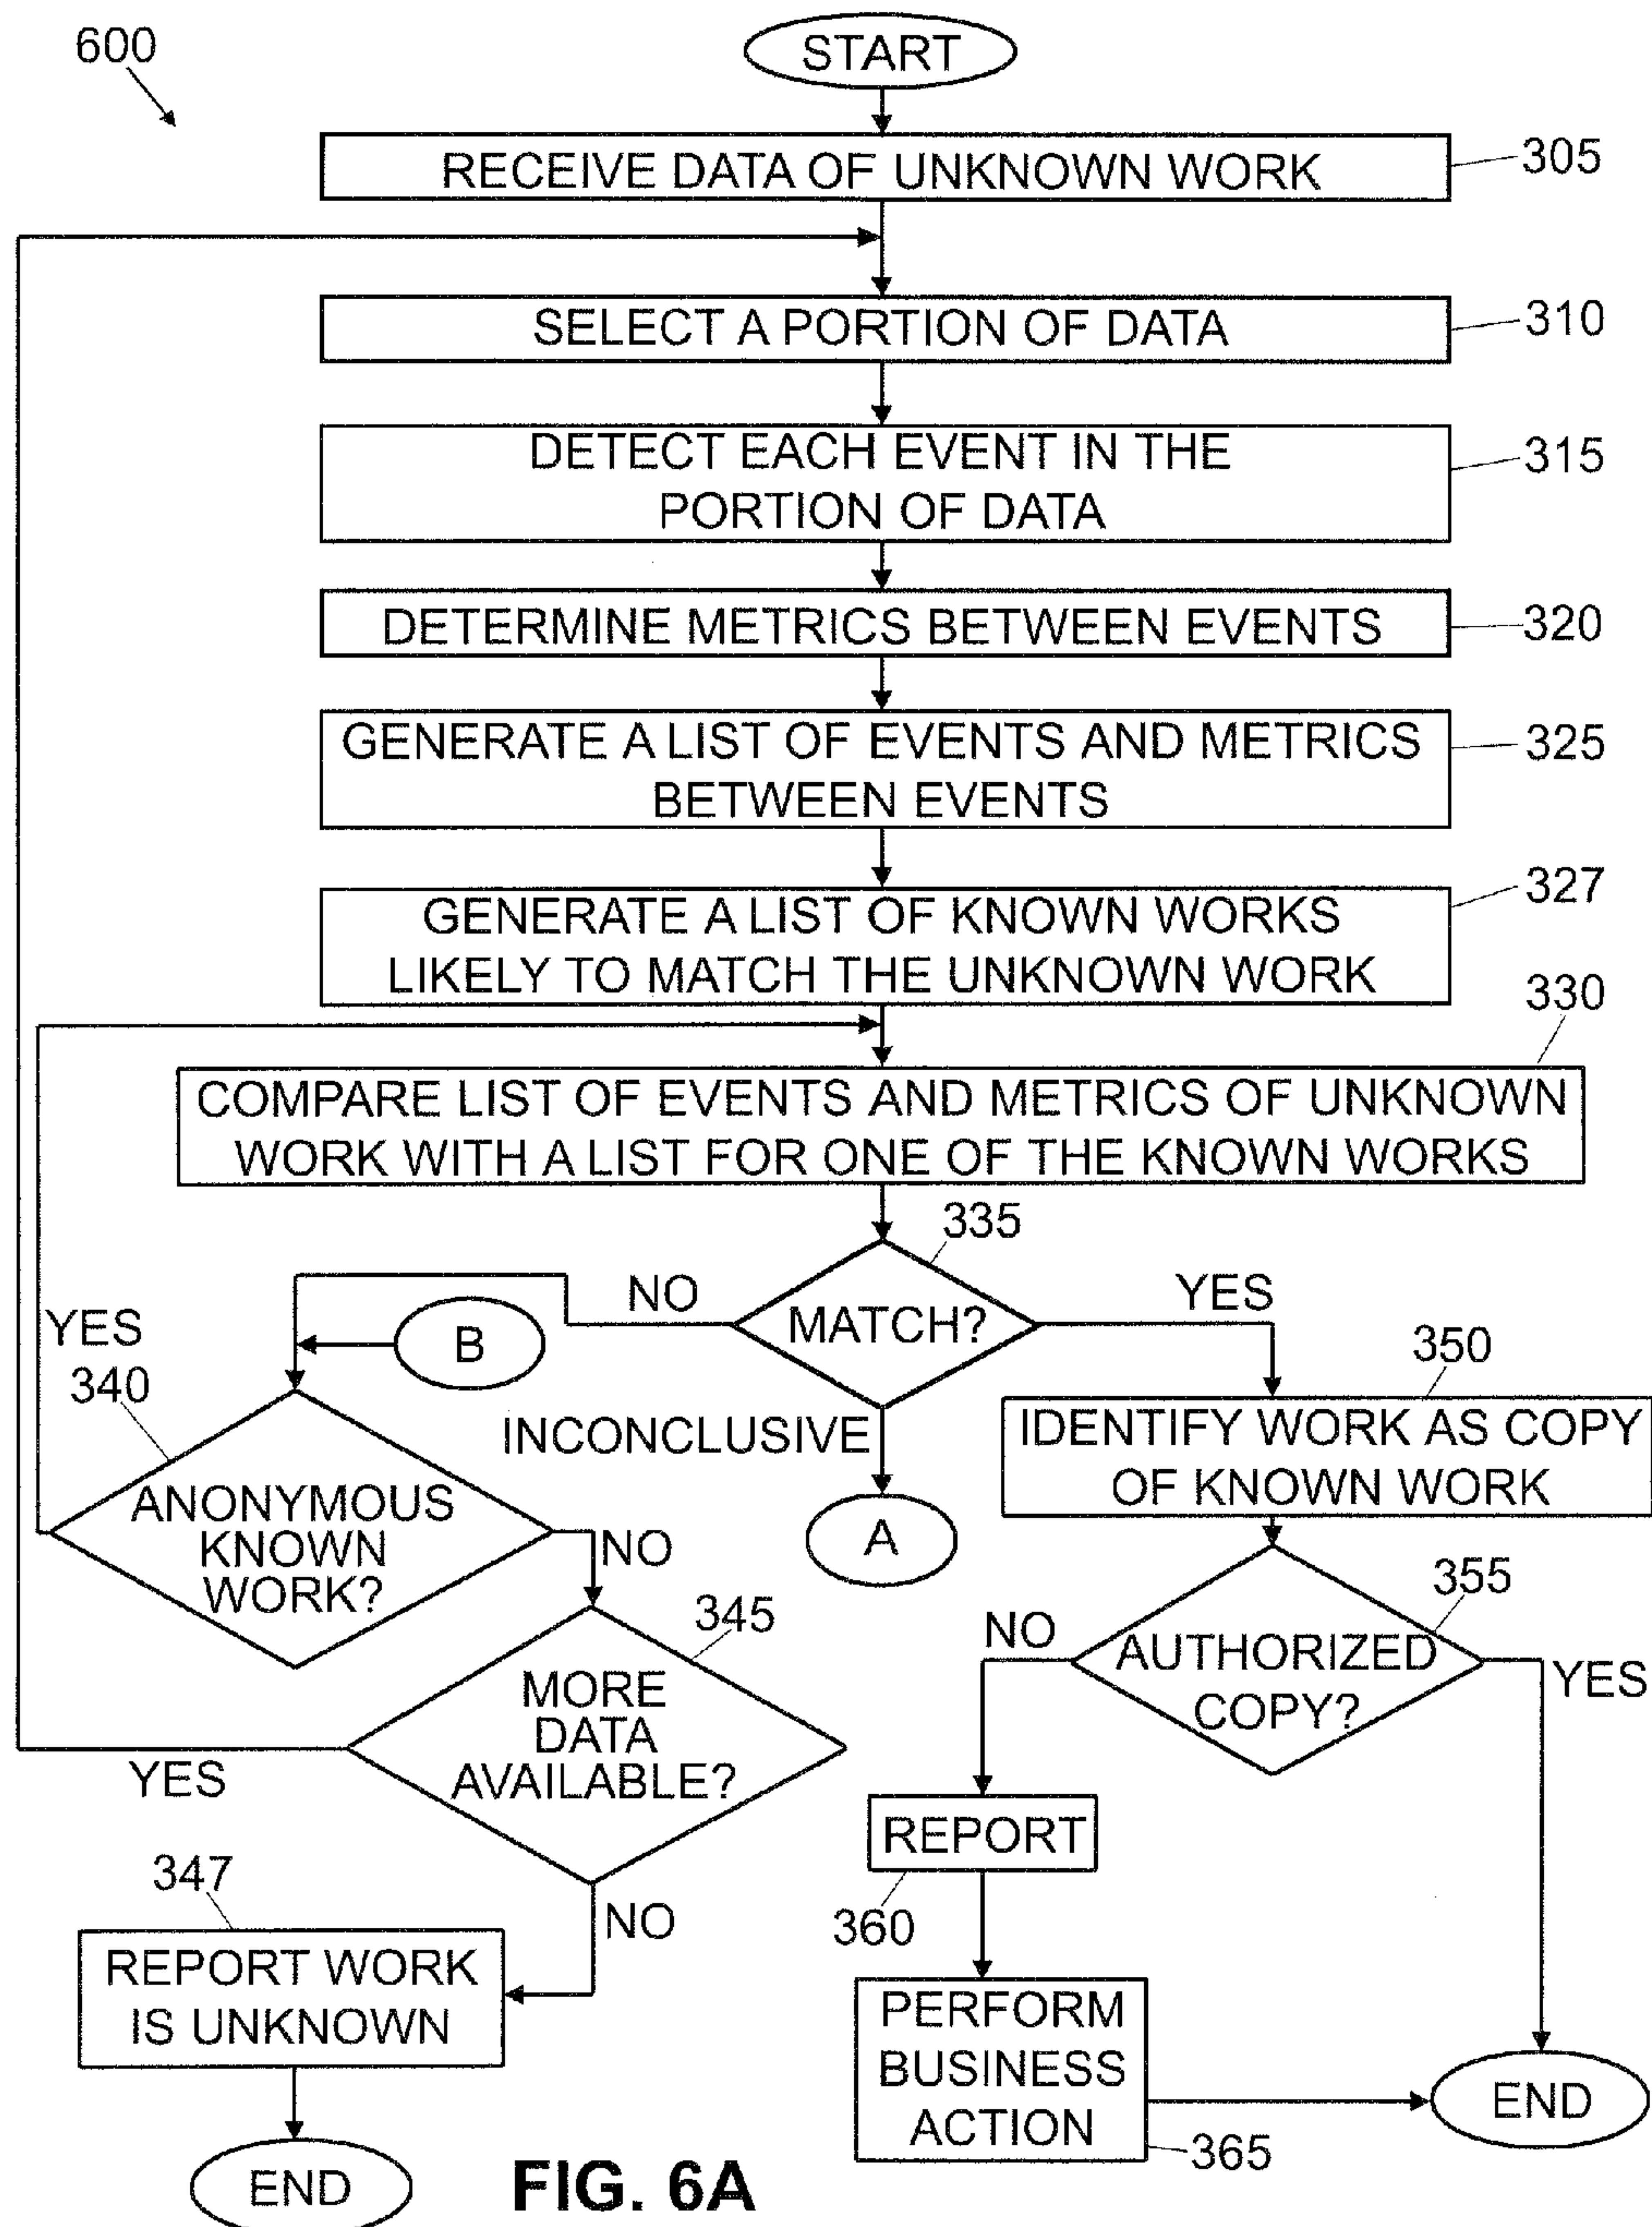 600
START
RECEIVE DATA OF UNKNOWN WORK
305
SELECT A PORTION OF DATA
310
DETECT EACH EVENT IN THE
PORTION OF DATA
315
DETERMINE METRICS BETWEEN EVENTS
320
GENERATE A LIST OF EVENTS AND METRICS
BETWEEN EVENTS
325
GENERATE A LIST OF KNOWN WORKS
LIKELY TO MATCH THE UNKNOWN WORK
327
330
COMPARE LIST OF EVENTS AND METRICS OF UNKNOWN
WORK WITH A LIST FOR ONE OF THE KNOWN WORKS
335
MATCH?
NO
YES
B
YES
340
INCONCLUSIVE
A
350
IDENTIFY WORK AS COPY
OF KNOWN WORK
ANONYMOUS
KNOWN
WORK?
NO
345
MORE
DATA
AVAILABLE?
YES
NO
355
AUTHORIZED
COPY?
NO
YES
REPORT
360
347
REPORT WORK
IS UNKNOWN
PERFORM
BUSINESS
ACTION
365
END
END
FIG. 6A